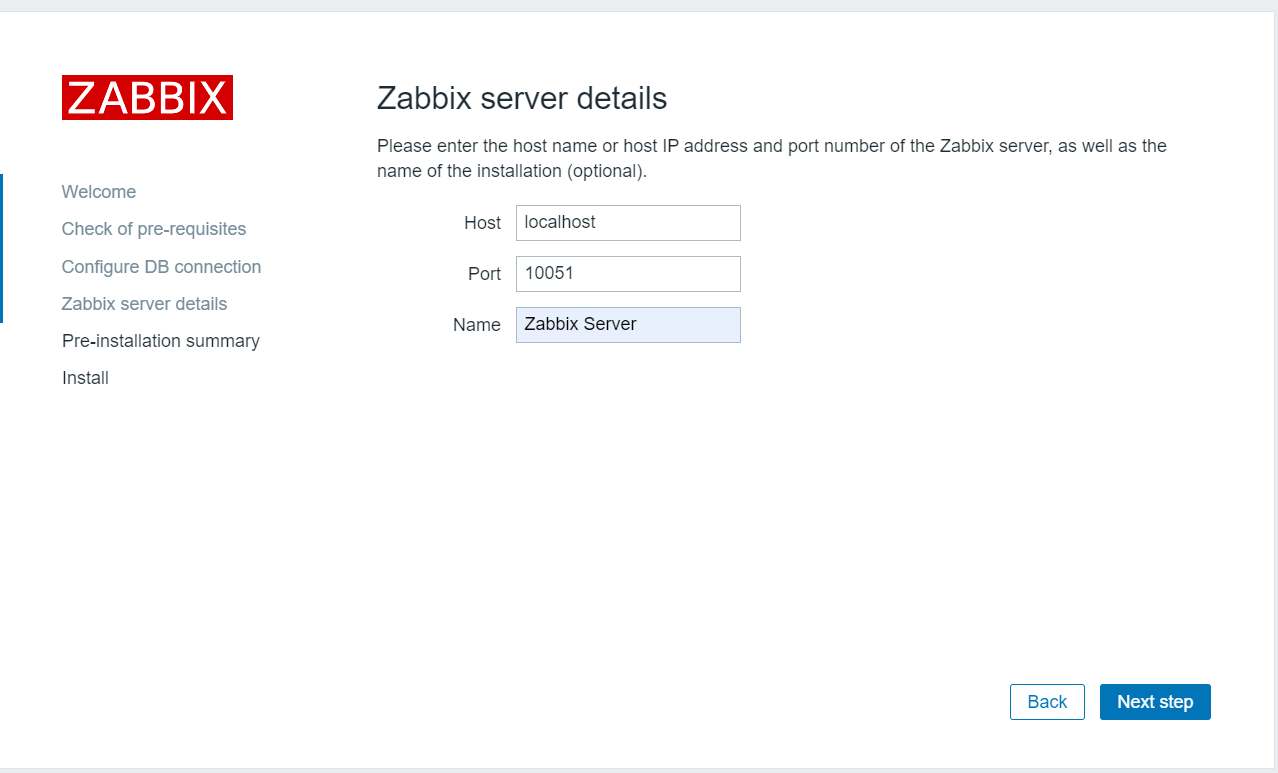 ZABBIX
Welcome
Check of pre-requisites
Configure DB connection
Zabbix server details
Pre-installation summary
Install
Zabbix server details
Please enter the host name or host IP address and port number of the Zabbix server, as well as the
name of the installation (optional).
Host localhost
Port 10051
Name Zabbix Server
Back Next step